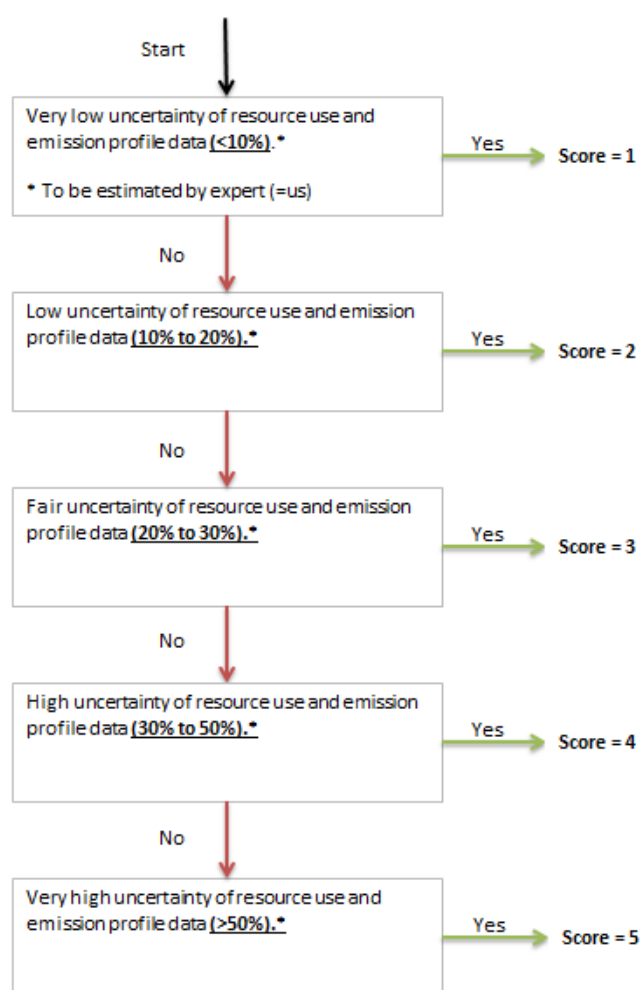 Start
Very low uncertainty of resource use and
emission profile data (<10%).*
* To be estimated by expert (=us)
Yes
Score = 1
No
Low uncertainty of resource use and emission
profile data (10% to 20%).*
Yes
Score = 2
No
Fair uncertainty of resource use and emission
profile data (20% to 30%).*
Yes
Score = 3
No
High uncertainty of resource use and emission
profile data (30% to 50%).*
Yes
Score = 4
No
Very high uncertainty of resource use and
emission profile data (>50%).*
Yes
Score = 5